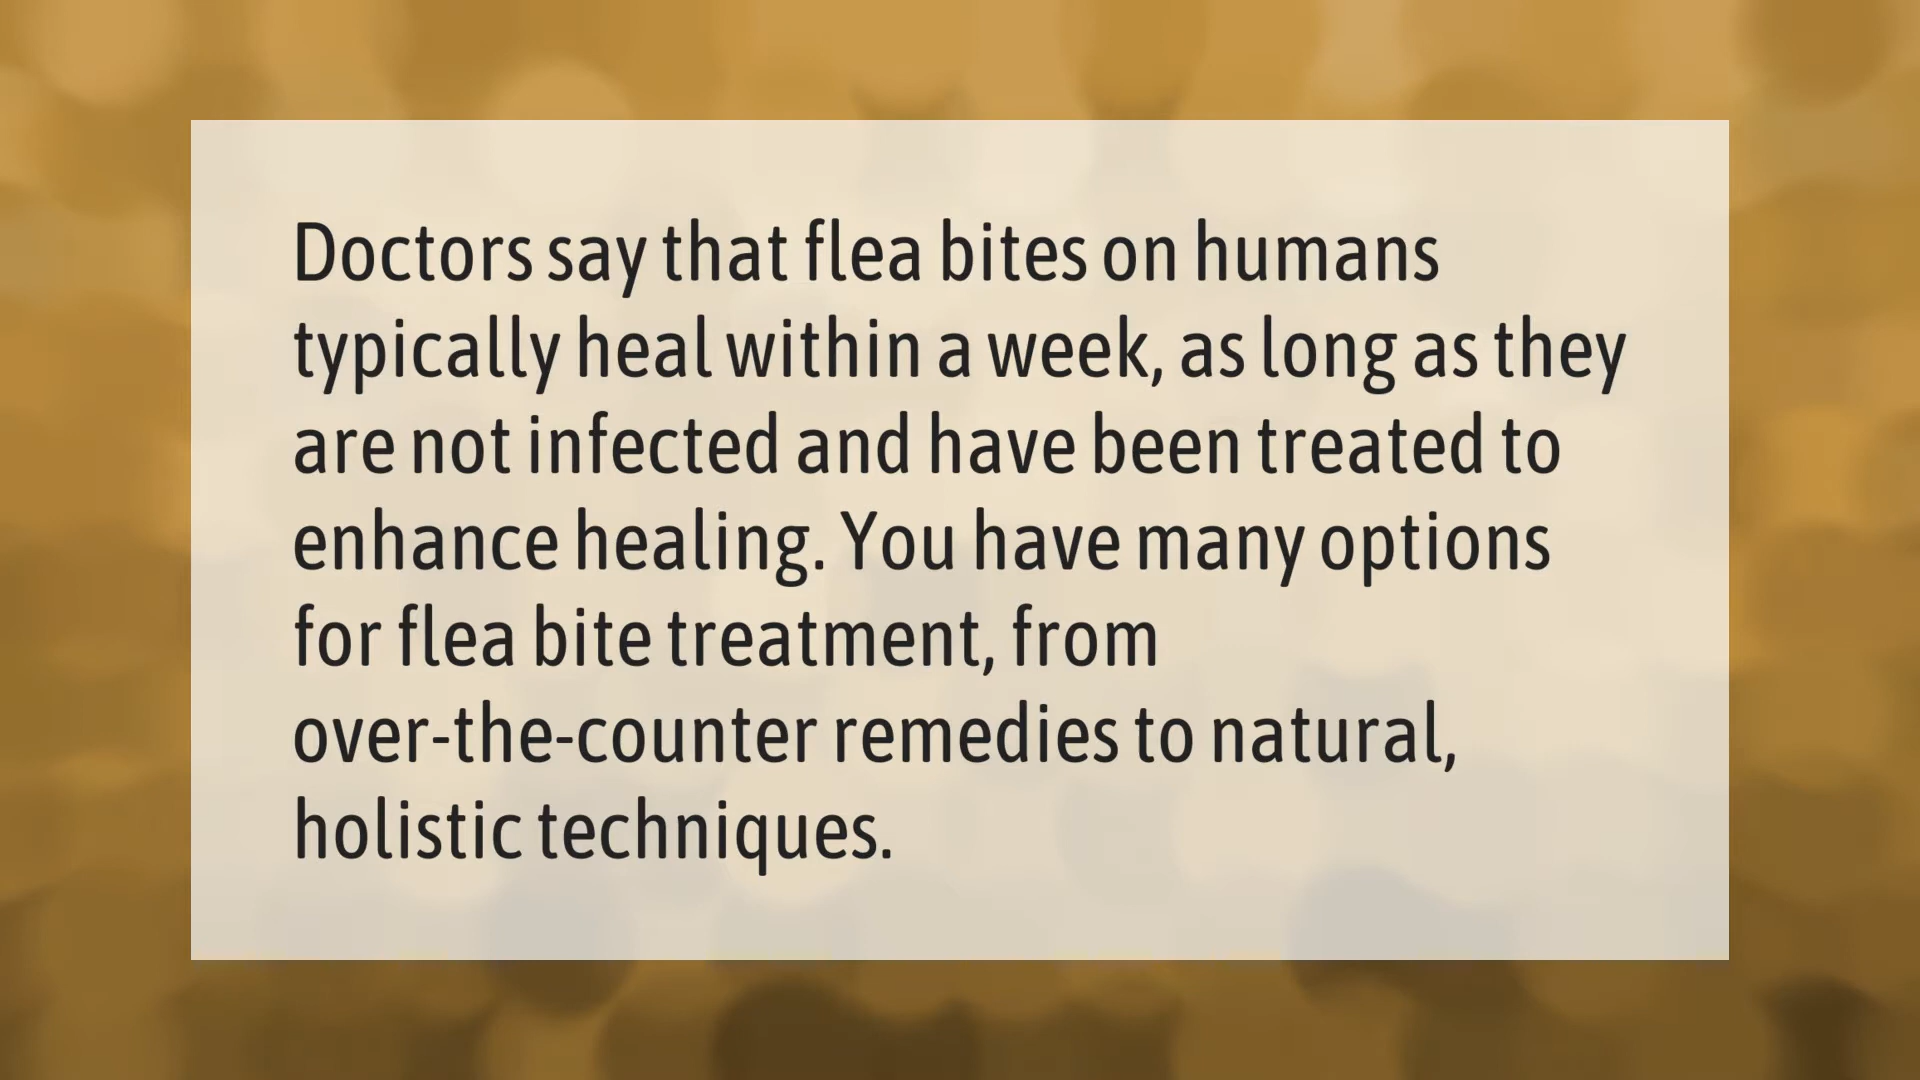 Doctors say that flea bites on humans
typically heal within a week, as long as they
are not infected and have been treated to
enhance healing. You have many options
for flea bite treatment, from
over-the-counter remedies to natural,
holistic techniques.